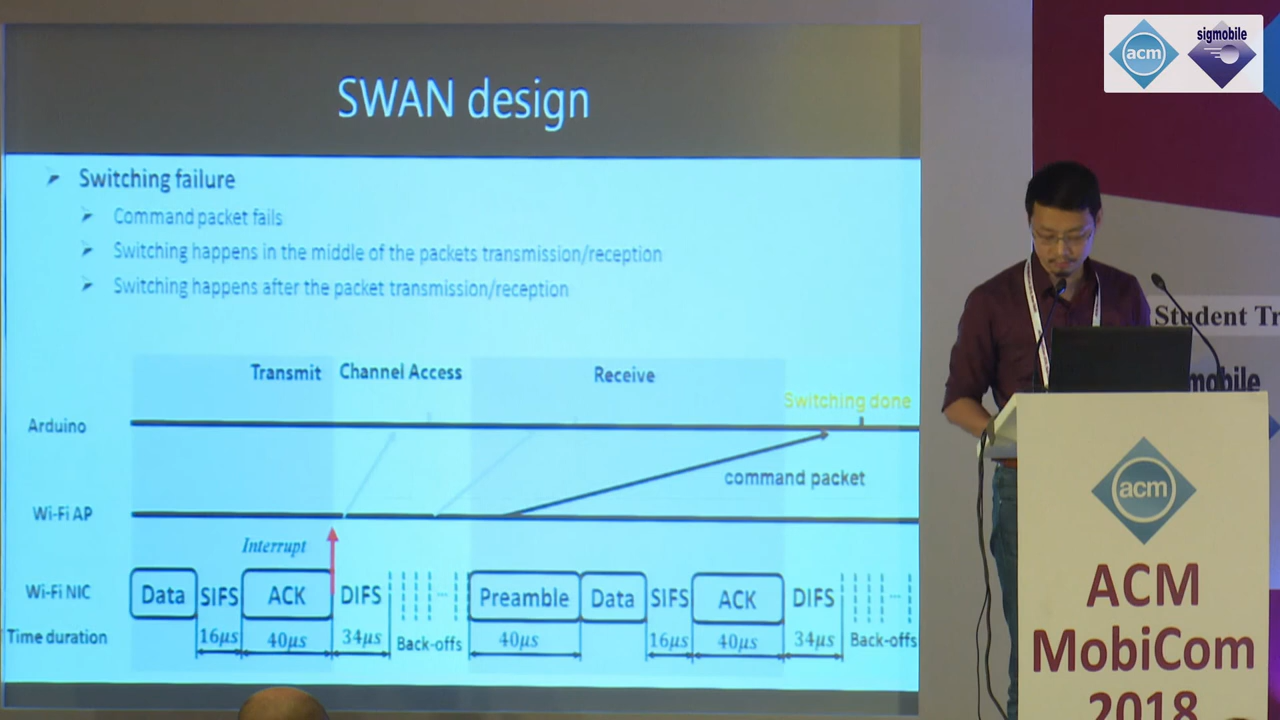 SWAN design
Switching failure
Command packet fails
Switching happens in the middle of the packets transmission/reception
Switching happens after the packet transmission/reception
Transmit Channel Access Receive
Switching done
Arduino
command packet
Wi-Fi AP
Interrupt
Wi-Fi NIC Data SIFS ACK DIFS ... Preamble Data SIFS ACK DIFS ...
Time duration 16μs 40μs 34μs Back-offs 40μs 16μs 40μs 34μs Back-offs
acm sigmobile
Student Tr
mobile
acm
ACM
MobiCom
2018